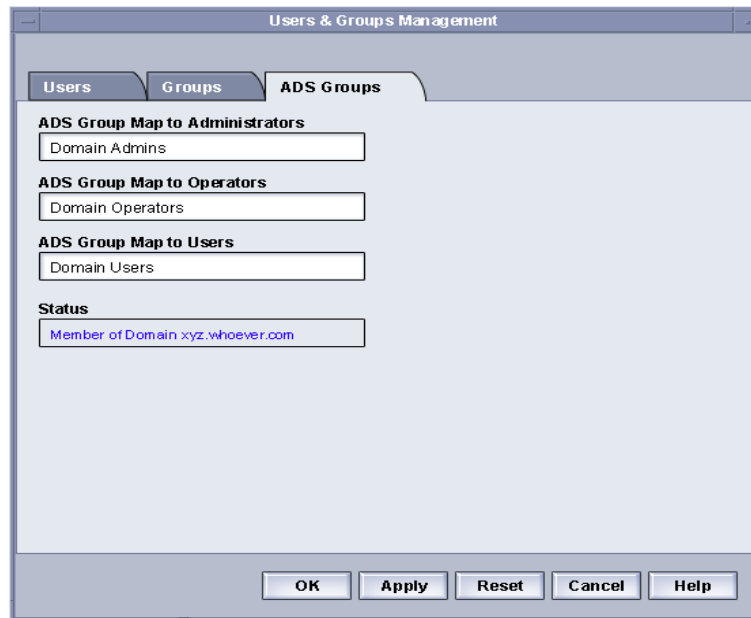 Users & Groups Management
Users Groups ADS Groups
ADS Group Map to Administrators
Domain Admins
ADS Group Map to Operators
Domain Operators
ADS Group Map to Users
Domain Users
Status
Member of Domain xyz.whoever.com
OK Apply Reset Cancel Help